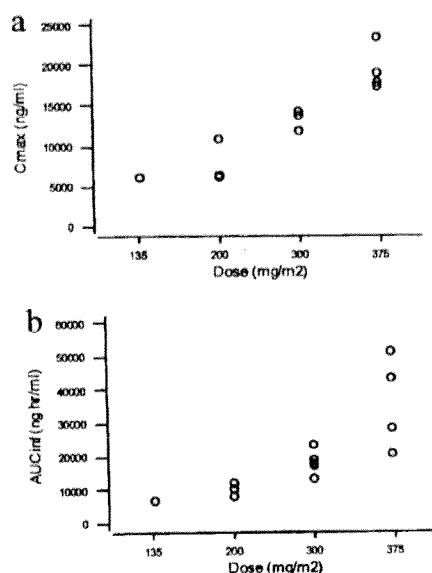 a
25000
20000
15000
10000
5000
0
Cmax (ng/ml)
135 200 300 375
Dose (mg/m2)
b
60000
50000
40000
30000
20000
10000
0
AUCinf (ng hr/ml)
135 200 300 375
Dose (mg/m2)